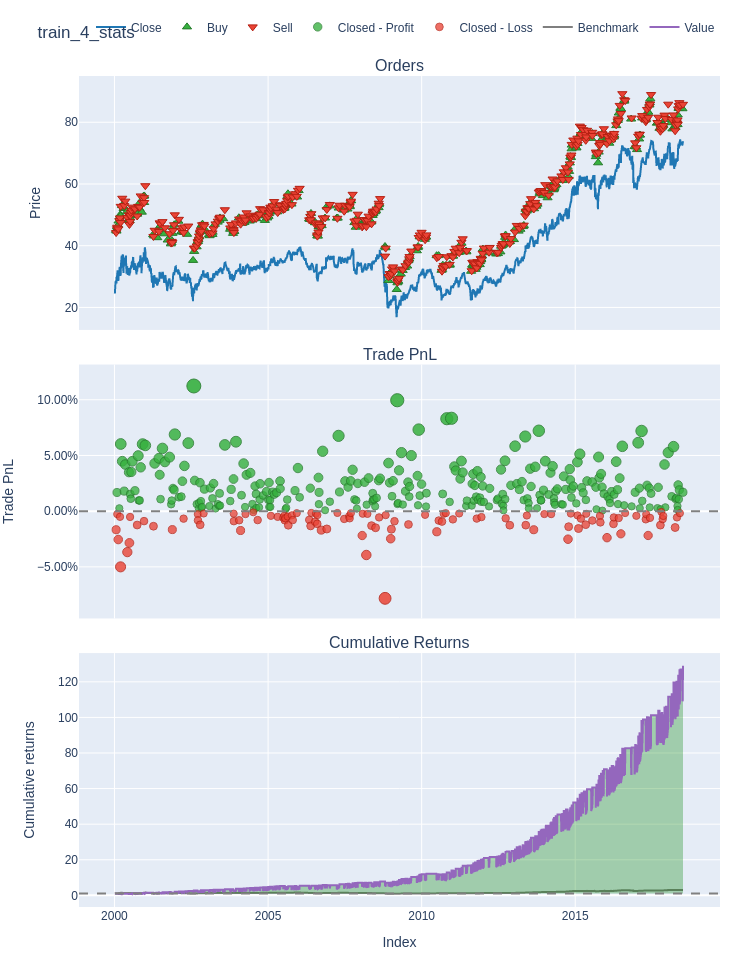 train_4_stats
Close Buy Sell Closed - Profit Closed - Loss Benchmark Value
Orders
80
60
40
20
Price
Trade PnL
10.00%
5.00%
0.00%
−5.00%
Trade PnL
Cumulative Returns
120
100
80
60
40
20
0
Cumulative returns
2000 2005 2010 2015
Index